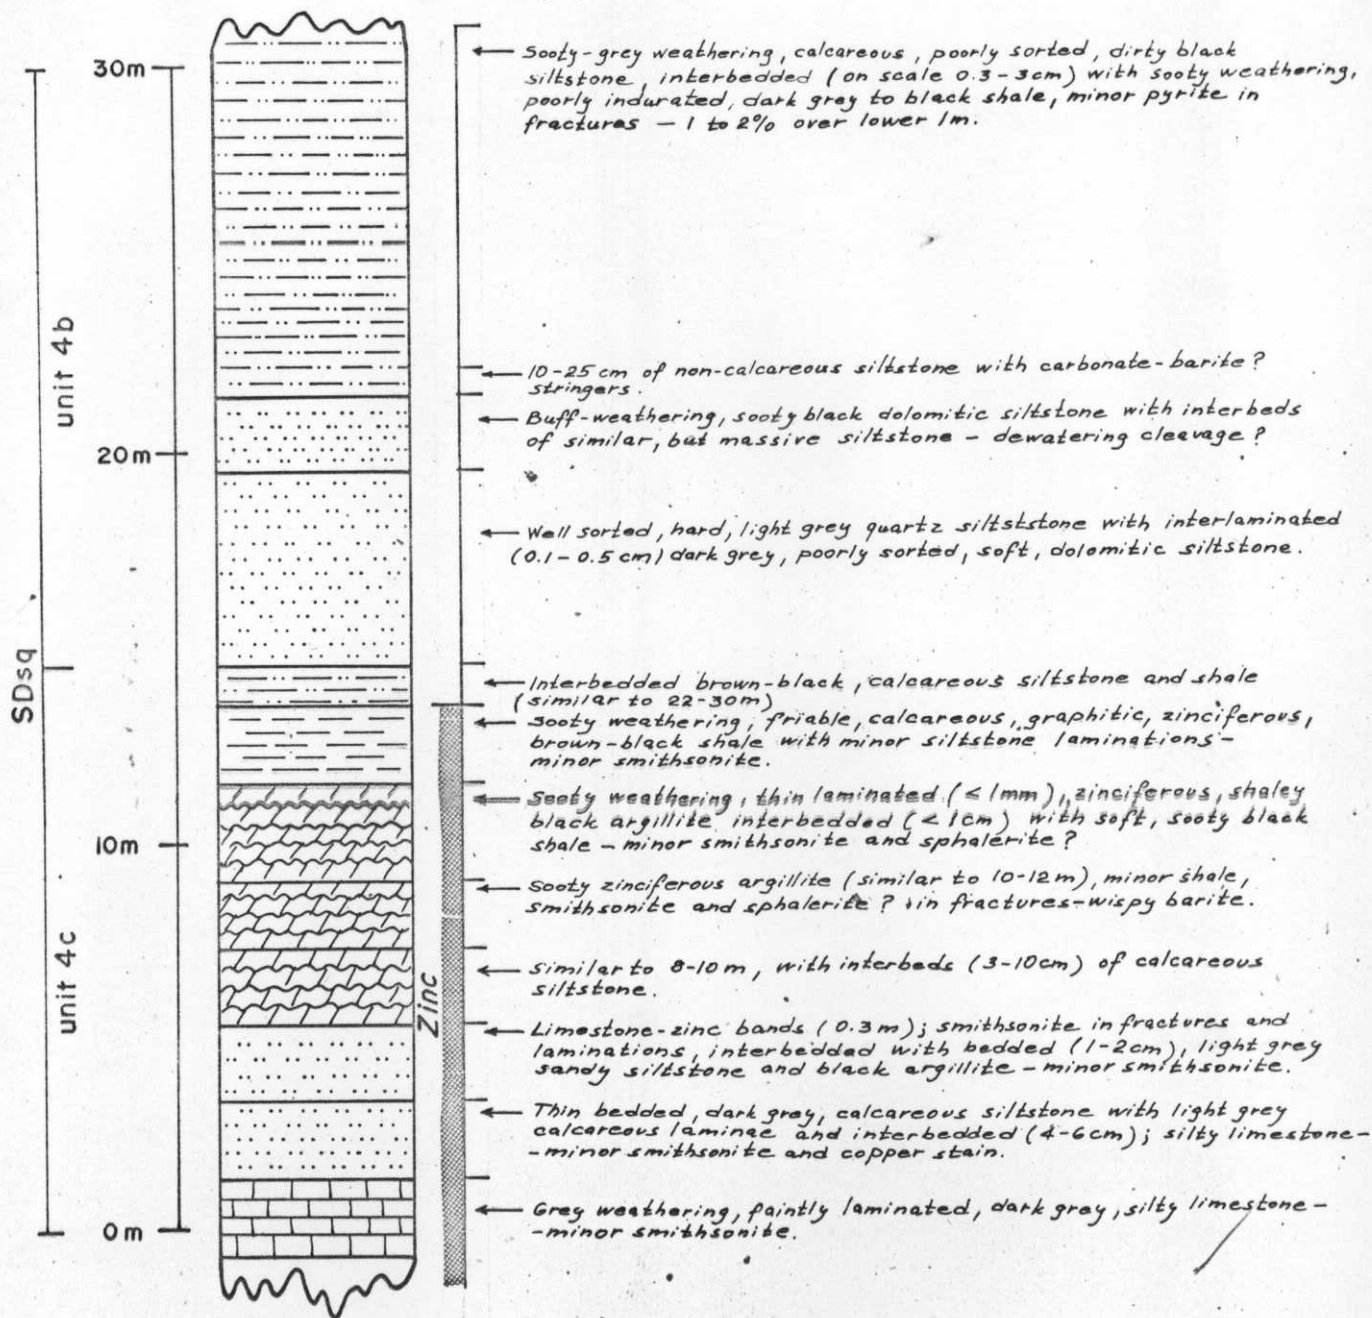 30m
20m
10m
0m
SDsq
unit 4b
unit 4c
Zinc
Sooty-grey weathering, calcareous, poorly sorted, dirty black
siltstone, interbedded (on scale 0.3-3cm) with sooty weathering,
poorly indurated, dark grey to black shale, minor pyrite in
fractures - 1 to 2% over lower 1m.
10-25cm of non-calcareous siltstone with carbonate-barite?
stringers.
Buff-weathering, sooty black dolomitic siltstone with interbeds
of similar, but massive siltstone - dewatering cleavage?
Well sorted, hard, light grey quartz siltststone with interlaminated
(0.1-0.5cm) dark grey, poorly sorted, soft, dolomitic siltstone.
Interbedded brown-black, calcareous siltstone and shale
(similar to 22-30m)
Sooty weathering, friable, calcareous, graphitic, zinciferous,
brown-black shale with minor siltstone laminations-
minor smithsonite.
Sooty weathering, thin laminated (≤1mm), zinciferous, shaley
black argillite interbedded (<1cm) with soft, sooty black
shale - minor smithsonite and sphalerite?
Sooty zinciferous argillite (similar to 10-12m), minor shale,
smithsonite and sphalerite? in fractures-wispy barite.
Similar to 8-10m, with interbeds (3-10cm) of calcareous
siltstone.
Limestone-zinc bands (0.3m); smithsonite in fractures and
laminations, interbedded with bedded (1-2cm), light grey
sandy siltstone and black argillite - minor smithsonite.
Thin bedded, dark grey, calcareous siltstone with light grey
calcareous laminae and interbedded (4-6cm); silty limestone-
-minor smithsonite and copper stain.
Grey weathering, faintly laminated, dark grey, silty limestone-
-minor smithsonite.